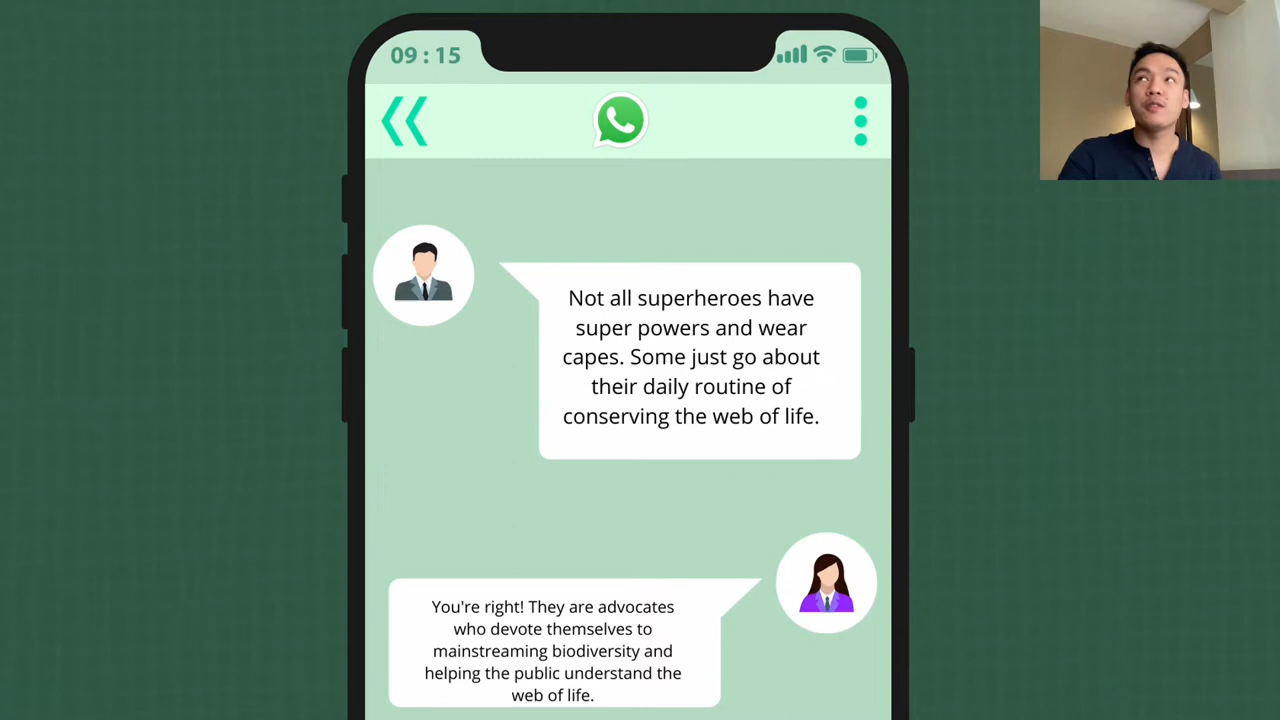 09 : 15
Not all superheroes have
super powers and wear
capes. Some just go about
their daily routine of
conserving the web of life.
You're right! They are advocates
who devote themselves to
mainstreaming biodiversity and
helping the public understand the
web of life.